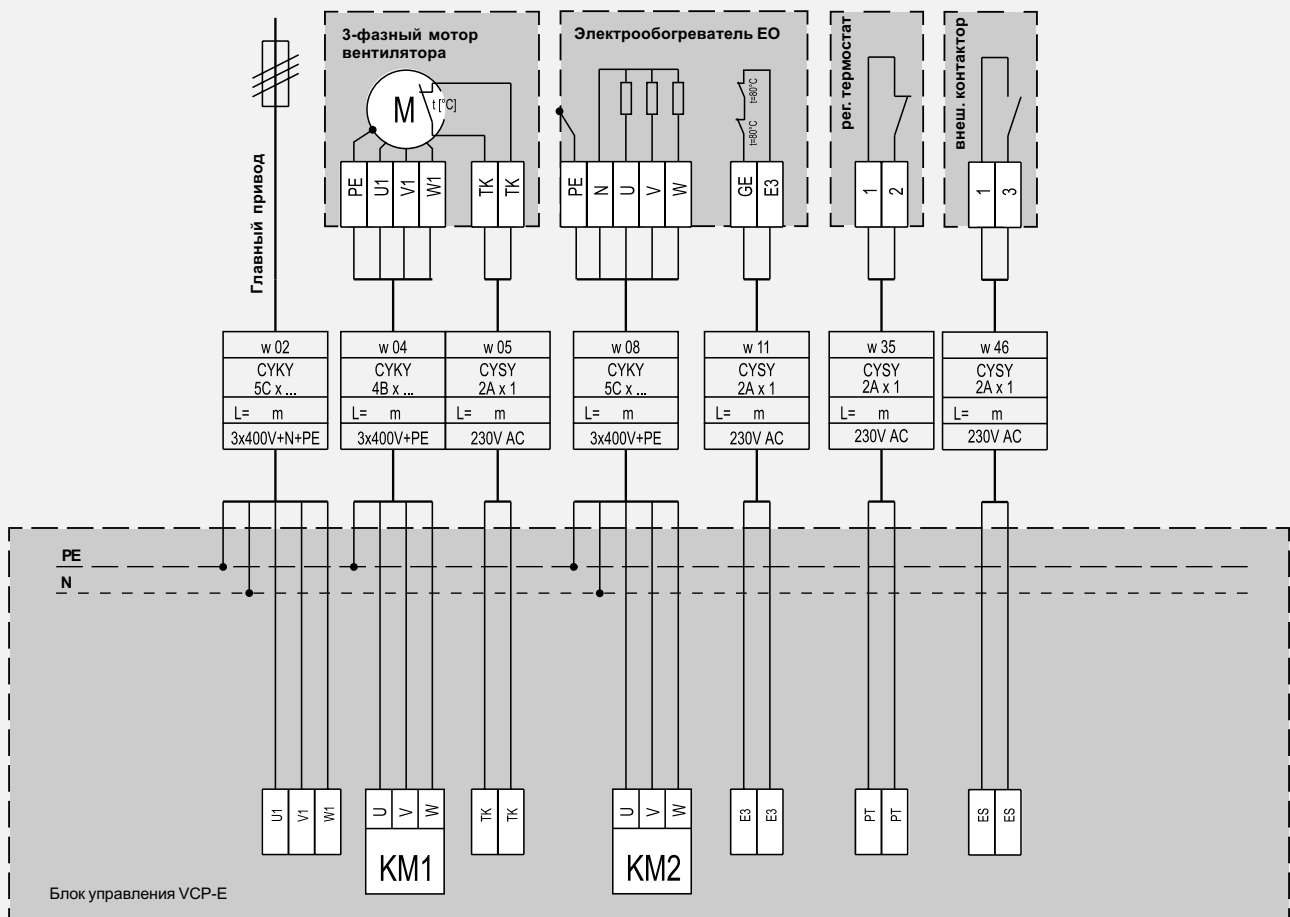 3-фазный мотор
вентилятора
M
t [°C]
PE
U1
V1
W1
TK
TK
Электрообогреватель EO
t=80°C
t=80°C
PE
N
U
V
W
GE
E3
рег. термостат
1
2
внеш. контактор
1
3
Главный привод
w 02
CYKY
5C x ...
L= m
3x400V+N+PE
w 04
CYKY
4B x ...
L= m
3x400V+PE
w 05
CYSY
2A x 1
L= m
230V AC
w 08
CYKY
5C x ...
L= m
3x400V+PE
w 11
CYSY
2A x 1
L= m
230V AC
w 35
CYSY
2A x 1
L= m
230V AC
w 46
CYSY
2A x 1
L= m
230V AC
PE
N
U1
V1
W1
U
V
W
KM1
TK
TK
U
V
W
KM2
E3
E3
PT
PT
ES
ES
Блок управления VCP-E